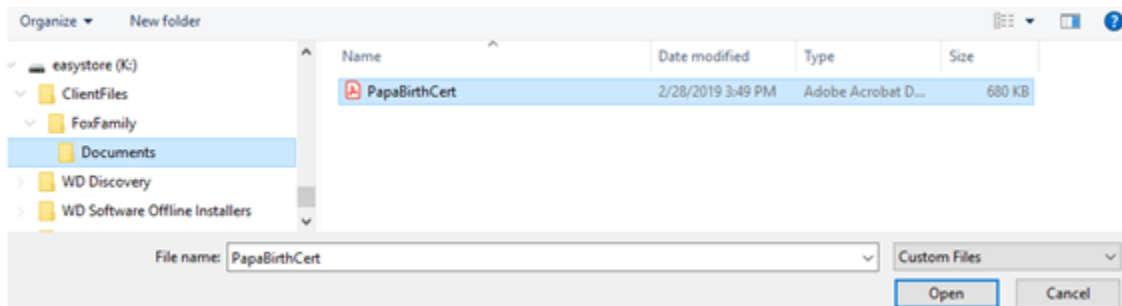 Organize New folder
Name Date modified Type Size
easystore (K:)
ClientFiles
FoxFamily
Documents
WD Discovery
WD Software Offline Installers
PapaBirthCert 2/28/2019 3:49 PM Adobe Acrobat D... 680 KB
File name: PapaBirthCert Custom Files
Open Cancel